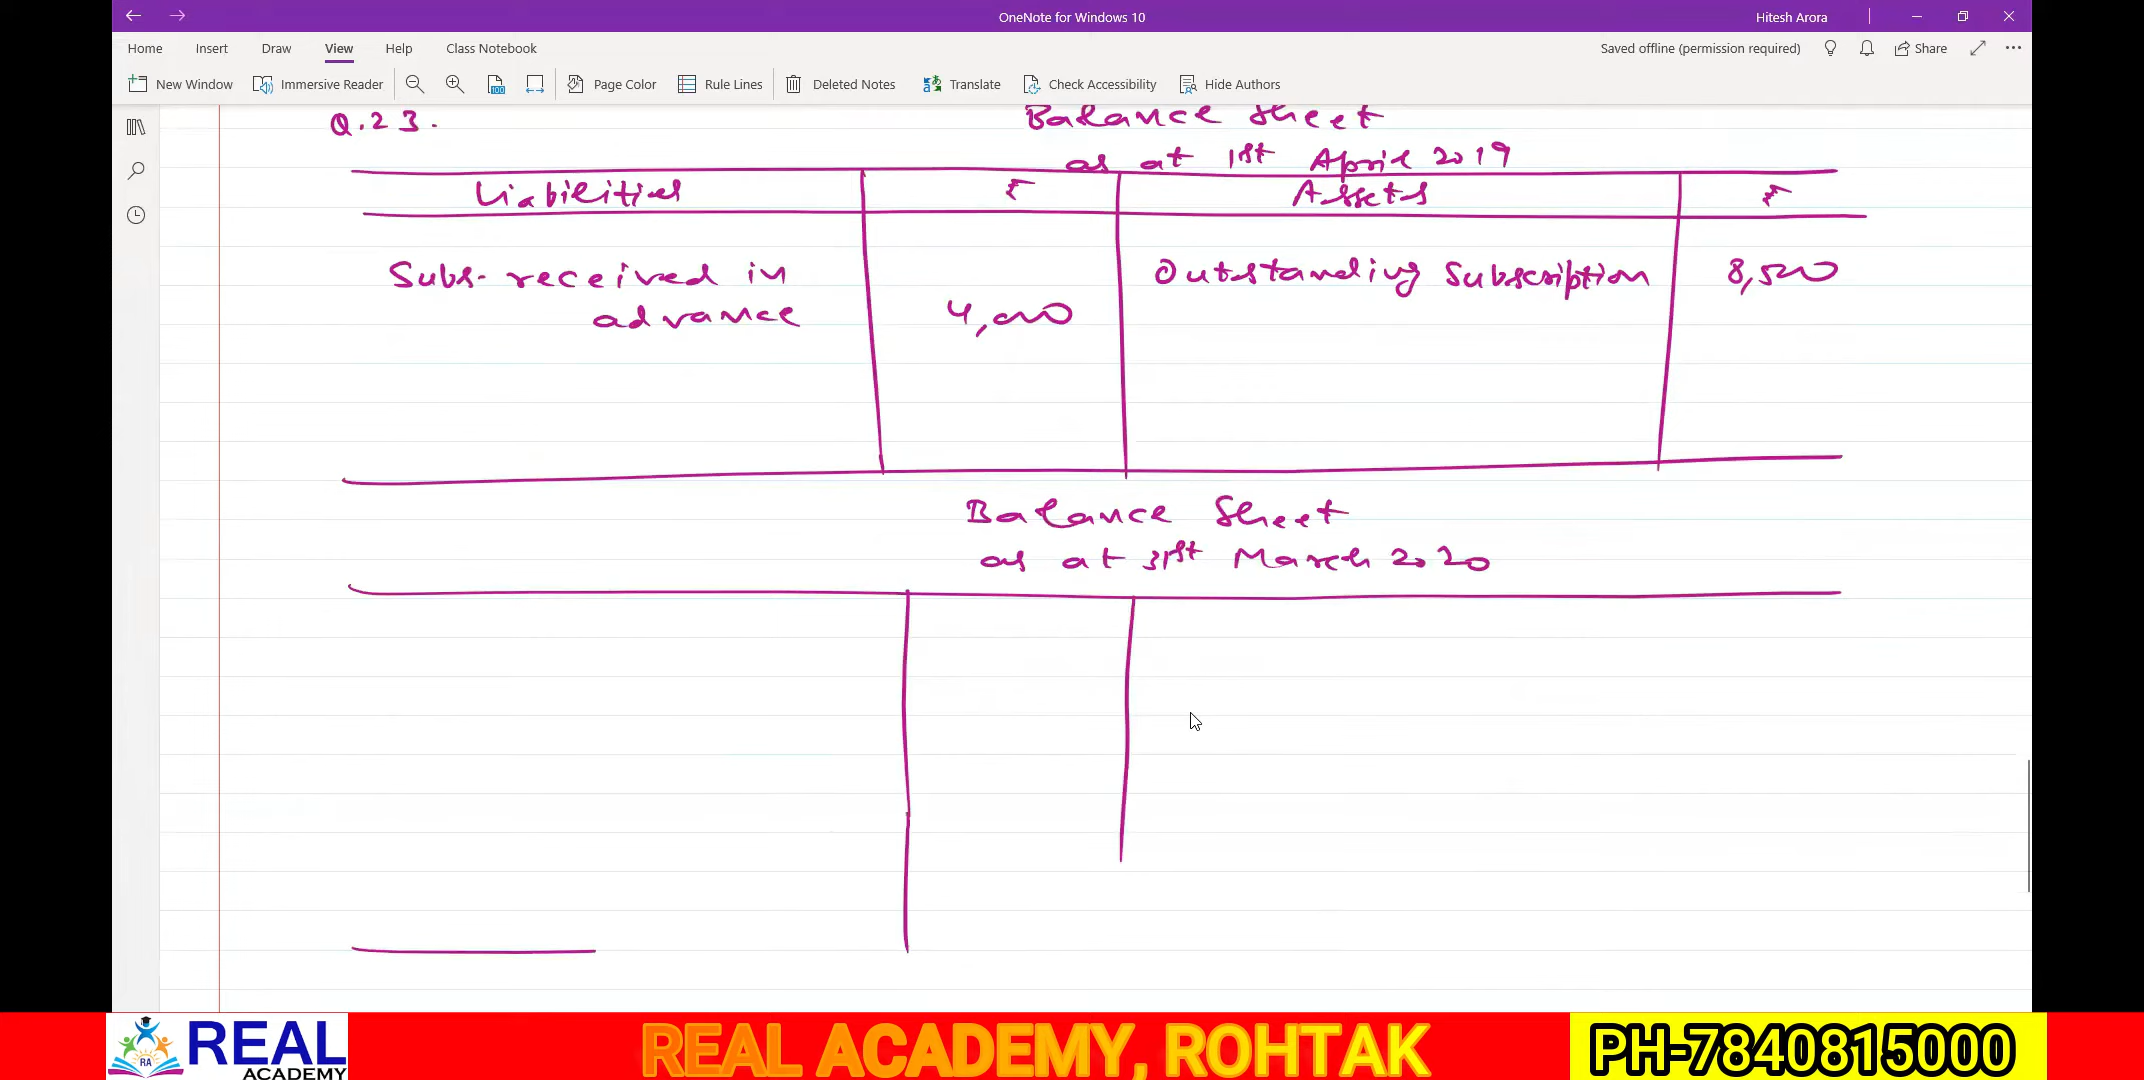 OneNote for Windows 10
Hitesh Arora
Home Insert Draw View Help Class Notebook
Saved offline (permission required) Share
New Window Immersive Reader 100 Page Color Rule Lines Deleted Notes Translate Check Accessibility Hide Authors
Q.23. Balance Sheet
as at 1st April 2019
Liabilities ₹ Assets ₹
Subs. received in Outstanding Subscription 8,500
advance 4,000
Balance Sheet
as at 31st March 2020
RA REAL ACADEMY
REAL ACADEMY, ROHTAK
PH-7840815000